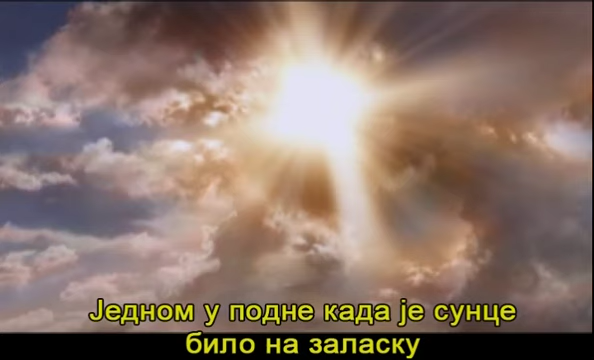 Једном у подне када је сунце
било на заласку